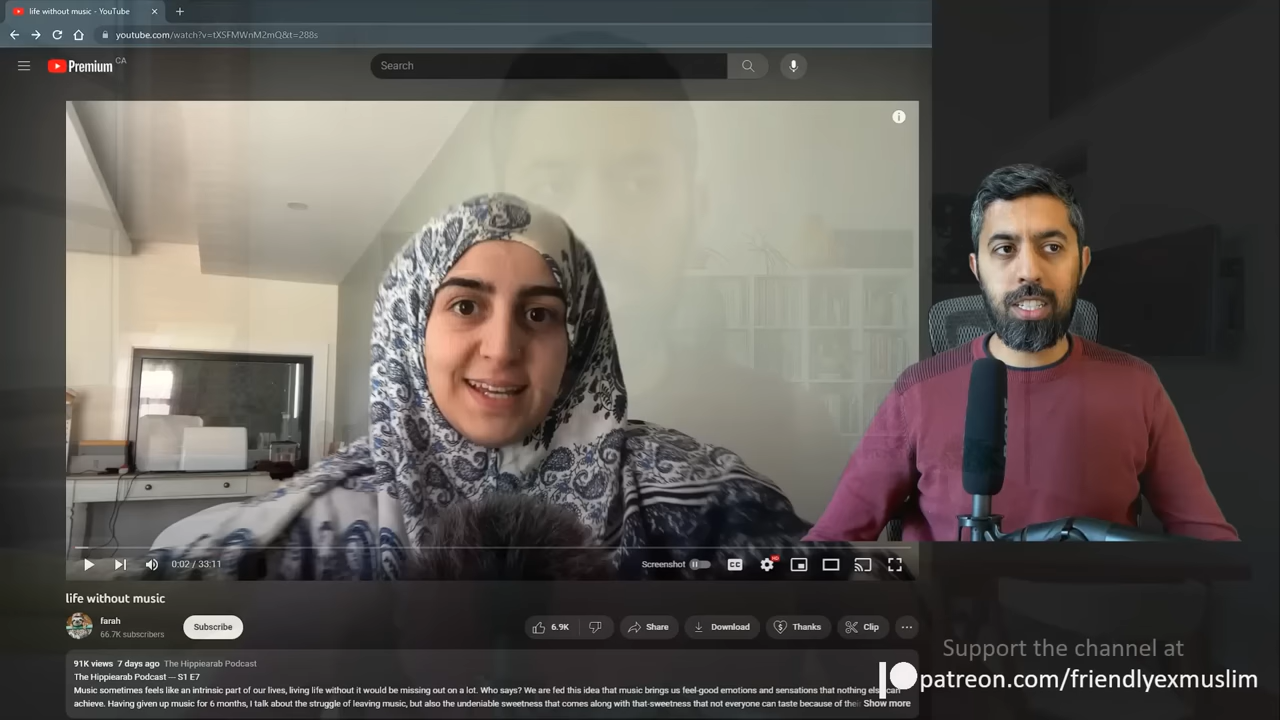 life without music - YouTube
youtube.com/watch?v=tXSFMWnM2mQ&t=288s
Premium CA
Search
0:02 / 33:11
Screenshot
CC
HD
life without music
farah
66.7K subscribers
Subscribe
6.9K
Share
Download
Thanks
Clip
91K views 7 days ago The Hippiearab Podcast
The Hippiearab Podcast — S1 E7
Music sometimes feels like an intrinsic part of our lives, living life without it would be missing out on a lot. Who says? We are fed this idea that music brings us feel-good emotions and sensations that nothing else can
achieve. Having given up music for 6 months, I talk about the struggle of leaving music, but also the undeniable sweetness that comes along with that-sweetness that not everyone can taste because of their Show more
Support the channel at
patreon.com/friendlyexmuslim